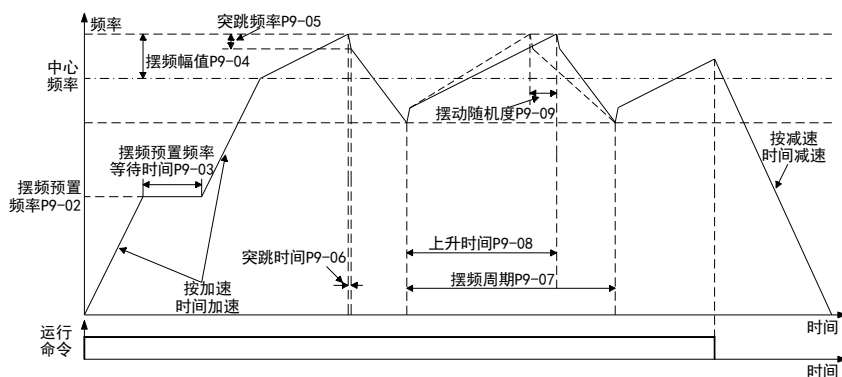 突跳频率P9-05
频率
摆频幅值P9-04
中心
频率
摆动随机度P9-09
摆频预置频率
等待时间P9-03
按减速
时间减速
摆频预置
频率P9-02
上升时间P9-08
突跳时间P9-06
摆频周期P9-07
按加速
时间加速
时间
运行
命令
时间